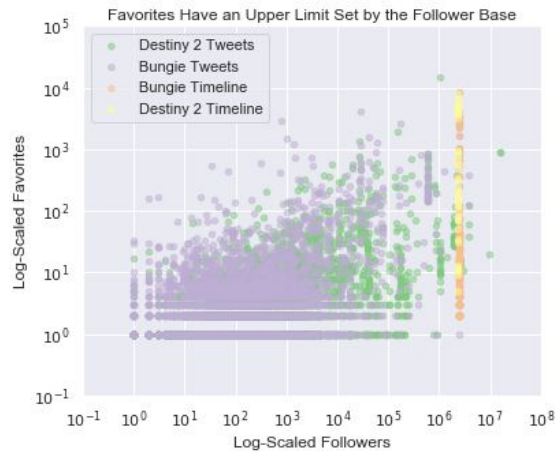 Favorites Have an Upper Limit Set by the Follower Base
10^5
10^4
10^3
10^2
10^1
10^0
10^-1
Log-Scaled Favorites
Destiny 2 Tweets
Bungie Tweets
Bungie Timeline
Destiny 2 Timeline
10^-1 10^0 10^1 10^2 10^3 10^4 10^5 10^6 10^7 10^8
Log-Scaled Followers